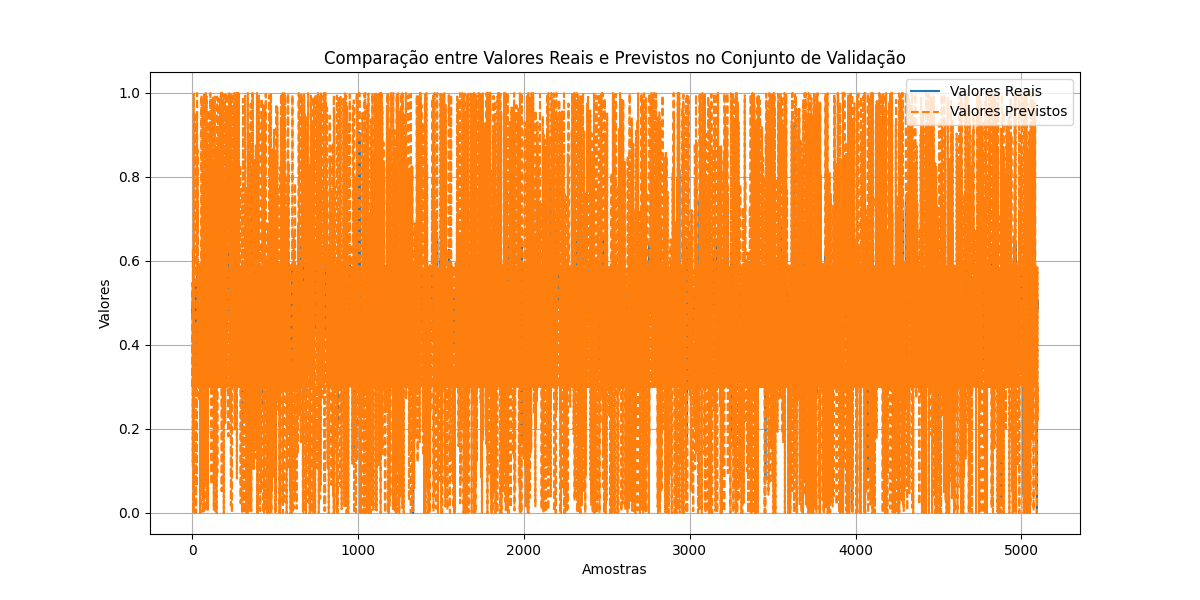 Comparação entre Valores Reais e Previstos no Conjunto de Validação
Valores Reais
Valores Previstos
1.0
0.8
0.6
0.4
0.2
0.0
Valores
0 1000 2000 3000 4000 5000
Amostras